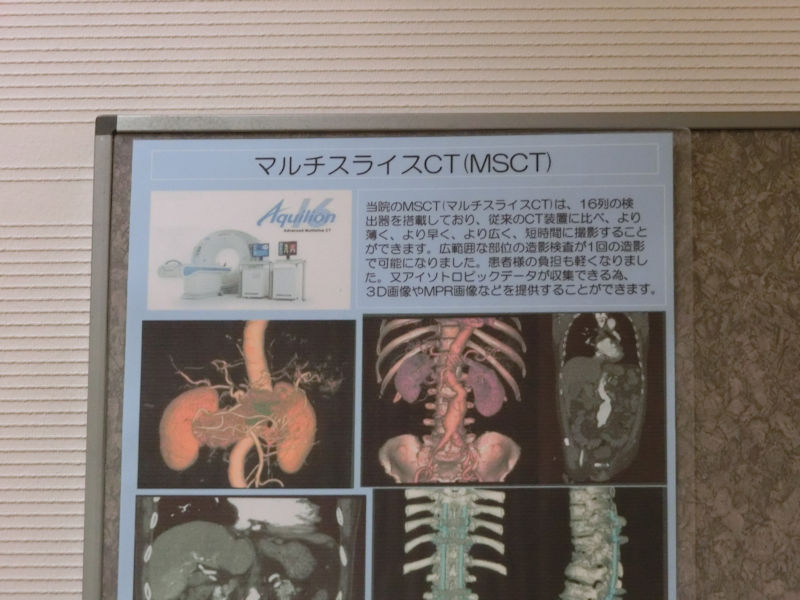 マルチスライスCT(MSCT)
Aquilion 16
Advanced Multislice CT
当院のMSCT(マルチスライスCT)は、16列の検
出器を搭載しており、従来のCT装置に比べ、より
薄く、より早く、より広く、短時間に撮影すること
ができます。広範囲な部位の造影検査が1回の造影
で可能になりました。患者様の負担も軽くなりまし
た。又アイソトロピックデータが収集できる為、
3D画像やMPR画像などを提供することができます。